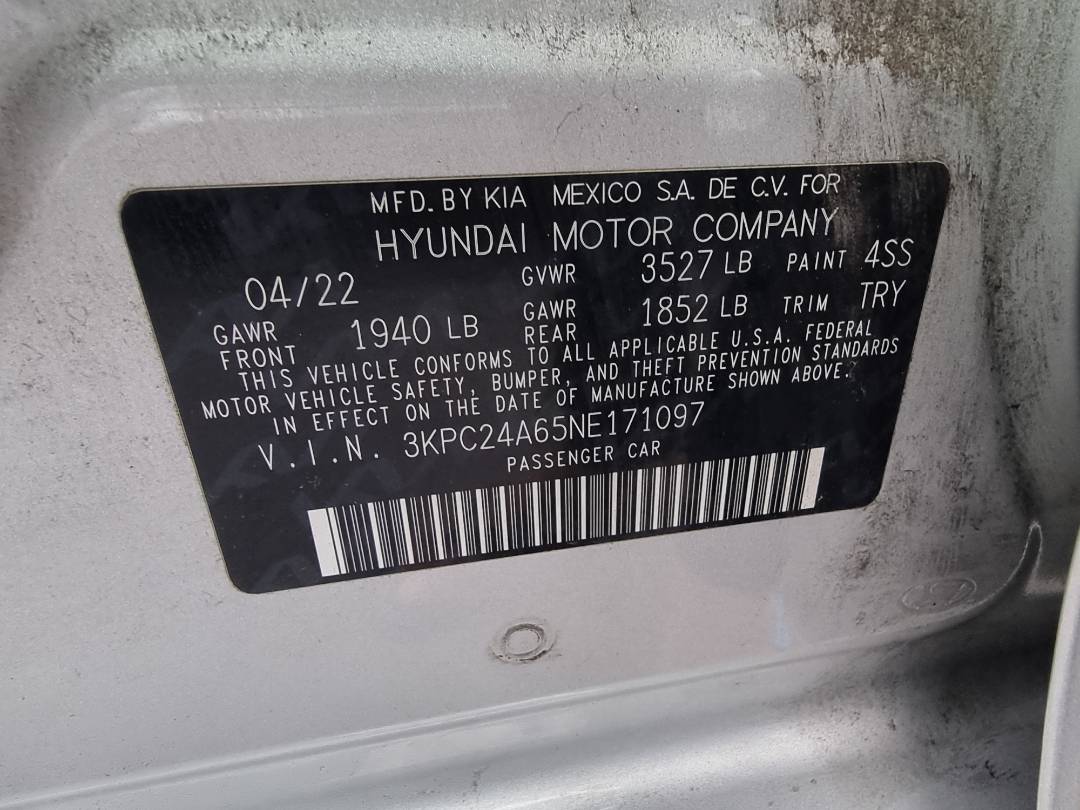 MFD. BY KIA MEXICO S.A. DE C.V. FOR
HYUNDAI MOTOR COMPANY
04/22 GVWR 3527 LB PAINT 4SS
GAWR FRONT 1940 LB GAWR REAR 1852 LB TRIM TRY
THIS VEHICLE CONFORMS TO ALL APPLICABLE U.S.A. FEDERAL
MOTOR VEHICLE SAFETY, BUMPER, AND THEFT PREVENTION STANDARDS
IN EFFECT ON THE DATE OF MANUFACTURE SHOWN ABOVE.
V.I.N. 3KPC24A65NE171097
PASSENGER CAR